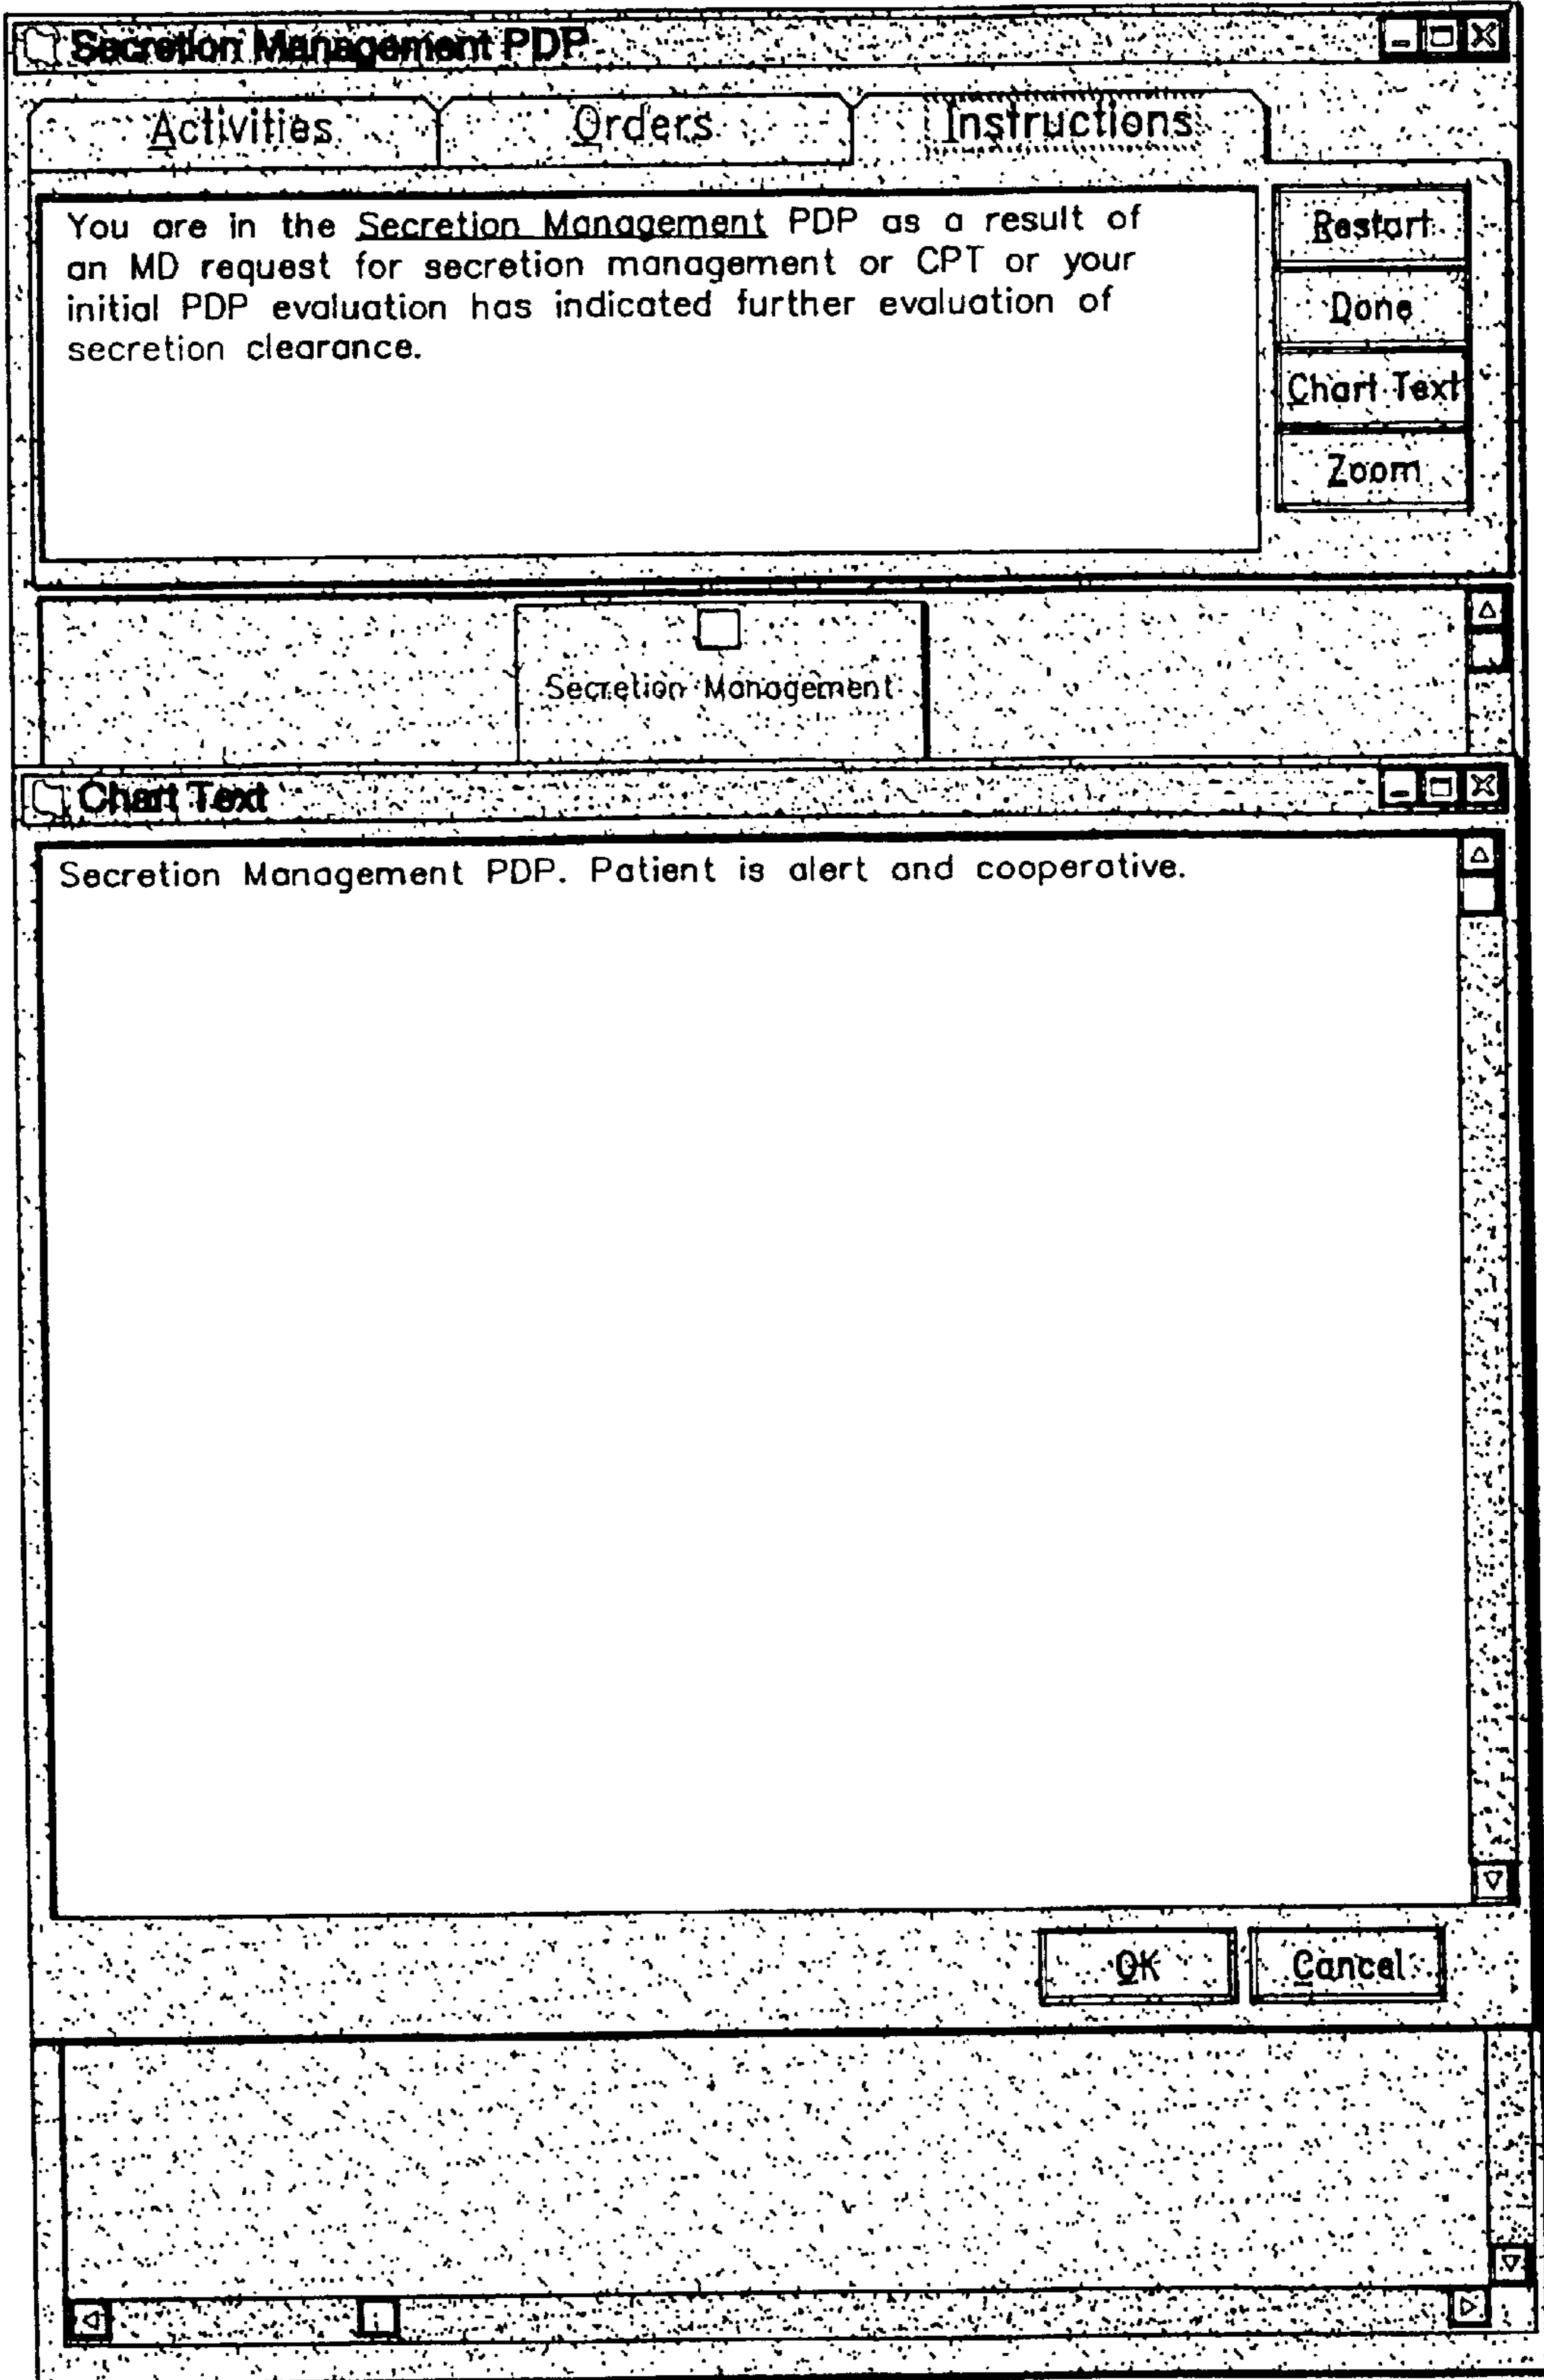 Secretion Management PDP
Activities
Orders
Instructions
You are in the Secretion Management PDP as a result of
an MD request for secretion management or CPT or your
initial PDP evaluation has indicated further evaluation of
secretion clearance.
Restart
Done
Chart Text
Zoom
Secretion Management
Chart Text
Secretion Management PDP. Patient is alert and cooperative.
OK
Cancel